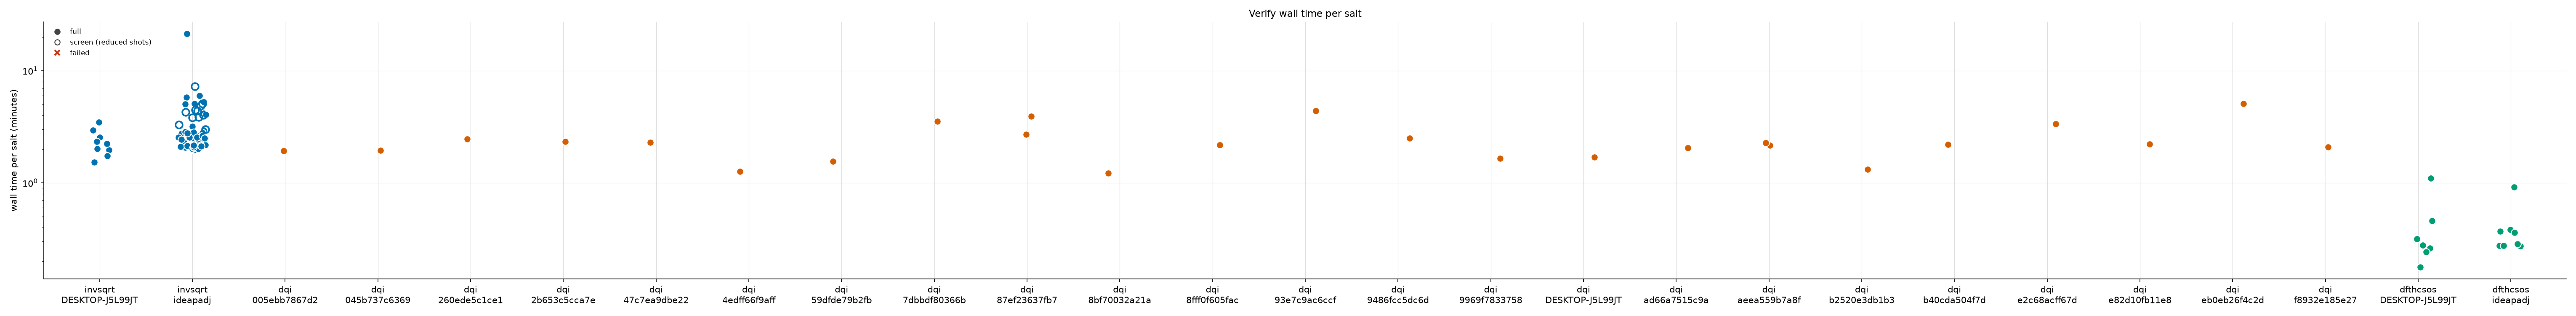 Verify wall time per salt
full
screen (reduced shots)
failed
wall time per salt (minutes)
10¹
10⁰
invsqrt
DESKTOP-J5L99JT
invsqrt
ideapadj
dqi
005ebb7867d2
dqi
045b737c6369
dqi
260ede5c1ce1
dqi
2b653c5cca7e
dqi
47c7ea9dbe22
dqi
4edff66f9aff
dqi
59dfde79b2fb
dqi
7dbbdf80366b
dqi
87ef23637fb7
dqi
8bf70032a21a
dqi
8fff0f605fac
dqi
93e7c9ac6ccf
dqi
9486fcc5dc6d
dqi
9969f7833758
dqi
DESKTOP-J5L99JT
dqi
ad66a7515c9a
dqi
aeea559b7a8f
dqi
b2520e3db1b3
dqi
b40cda504f7d
dqi
e2c68acff67d
dqi
e82d10fb11e8
dqi
eb0eb26f4c2d
dqi
f8932e185e27
dfthcsos
DESKTOP-J5L99JT
dfthcsos
ideapadj